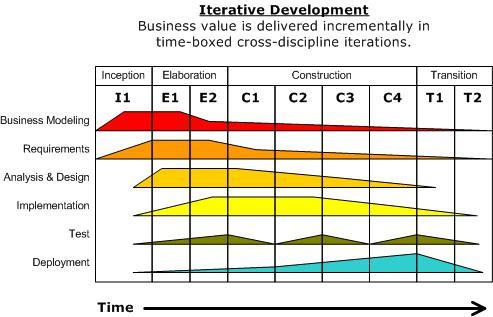 Iterative Development
Business value is delivered incrementally in
time-boxed cross-discipline iterations.
Inception Elaboration Construction Transition
I1 E1 E2 C1 C2 C3 C4 T1 T2
Business Modeling
Requirements
Analysis & Design
Implementation
Test
Deployment
Time